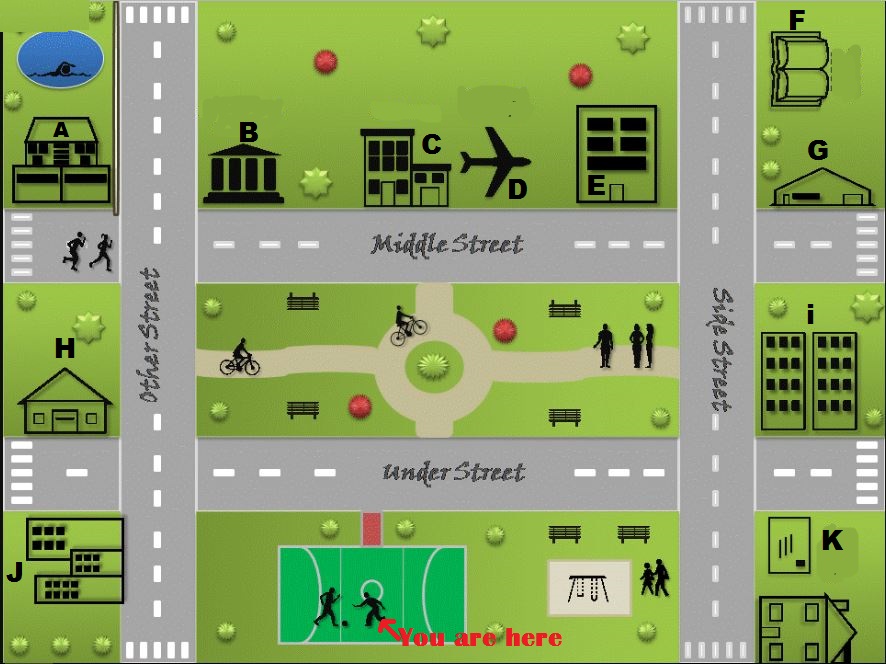 F
A
B
C
G
D
E
Middle Street
Other Street
Side Street
i
H
Under Street
K
J
You are here